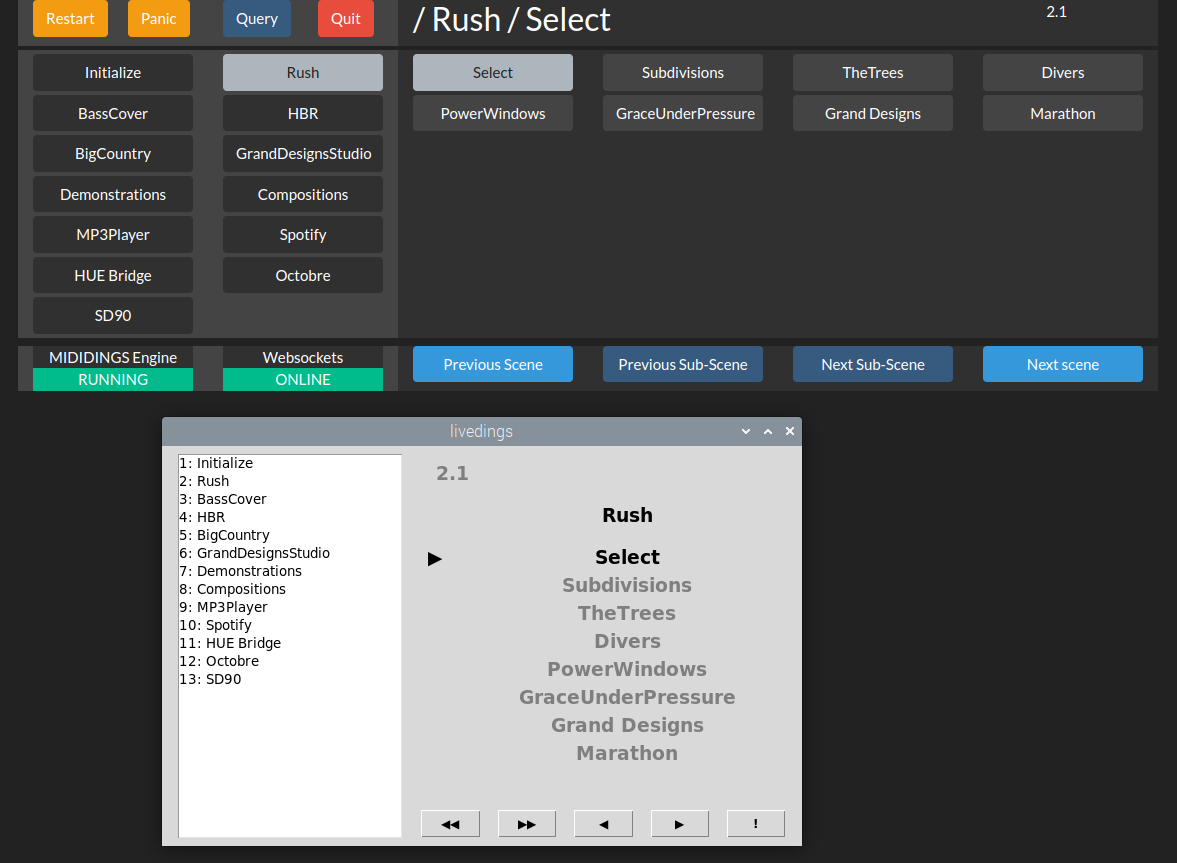 Restart Panic Query Quit / Rush / Select 2.1
Initialize Rush Select Subdivisions TheTrees Divers
BassCover HBR PowerWindows GraceUnderPressure Grand Designs Marathon
BigCountry GrandDesignsStudio
Demonstrations Compositions
MP3Player Spotify
HUE Bridge Octobre
SD90
MIDIDINGS Engine Websockets Previous Scene Previous Sub-Scene Next Sub-Scene Next scene
RUNNING ONLINE
livedings
1: Initialize
2: Rush
3: BassCover
4: HBR
5: BigCountry
6: GrandDesignsStudio
7: Demonstrations
8: Compositions
9: MP3Player
10: Spotify
11: HUE Bridge
12: Octobre
13: SD90
2.1
Rush
Select
Subdivisions
TheTrees
Divers
PowerWindows
GraceUnderPressure
Grand Designs
Marathon
!